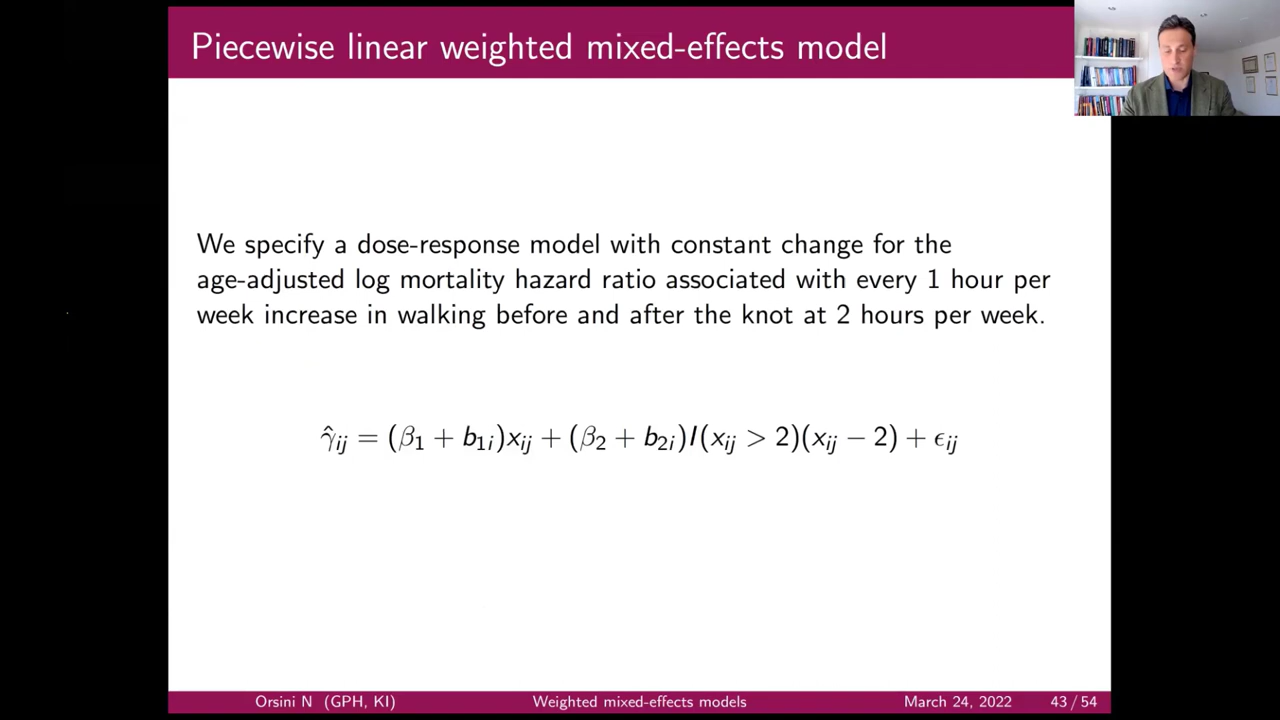 Piecewise linear weighted mixed-effects model
We specify a dose-response model with constant change for the
age-adjusted log mortality hazard ratio associated with every 1 hour per
week increase in walking before and after the knot at 2 hours per week.
γ̂ᵢⱼ = (β₁ + b₁ᵢ)xᵢⱼ + (β₂ + b₂ᵢ)I(xᵢⱼ > 2)(xᵢⱼ − 2) + ϵᵢⱼ
Orsini N (GPH, KI) Weighted mixed-effects models March 24, 2022 43 / 54